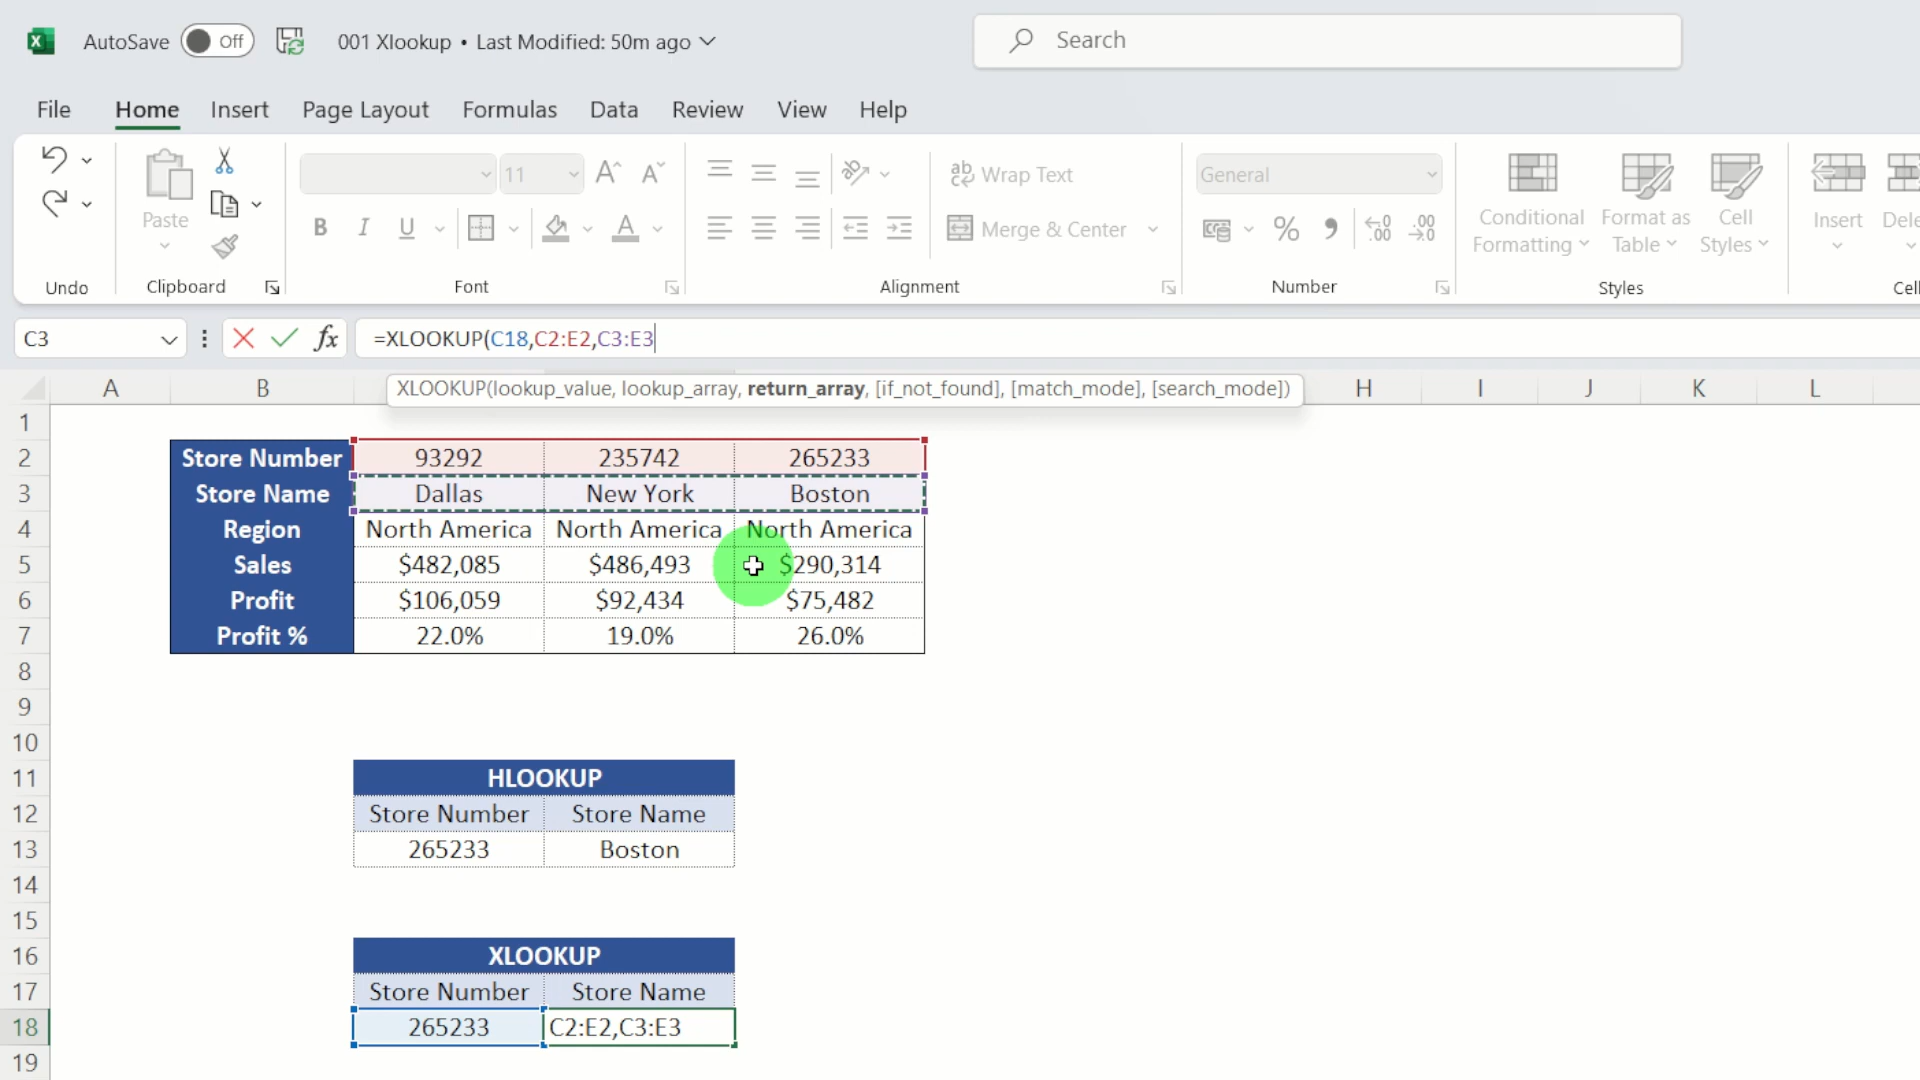 AutoSave Off 001 Xlookup • Last Modified: 50m ago Search
File Home Insert Page Layout Formulas Data Review View Help
11 ab Wrap Text General
Paste B I U A Merge & Center % Conditional Formatting Format as Table Cell Styles Insert
Undo Clipboard Font Alignment Number Styles
C3 fx =XLOOKUP(C18,C2:E2,C3:E3
XLOOKUP(lookup_value, lookup_array, return_array, [if_not_found], [match_mode], [search_mode])
A B H I J K L
1
2 Store Number 93292 235742 265233
3 Store Name Dallas New York Boston
4 Region North America North America North America
5 Sales $482,085 $486,493 $290,314
6 Profit $106,059 $92,434 $75,482
7 Profit % 22.0% 19.0% 26.0%
8
9
10
11 HLOOKUP
12 Store Number Store Name
13 265233 Boston
14
15
16 XLOOKUP
17 Store Number Store Name
18 265233 C2:E2,C3:E3
19